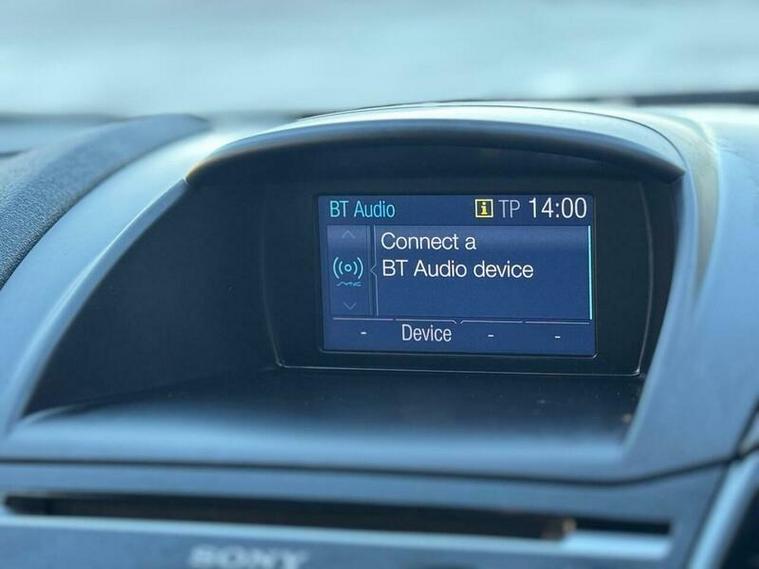 BT Audio i TP 14:00
Connect a
BT Audio device
- Device - -
SONY